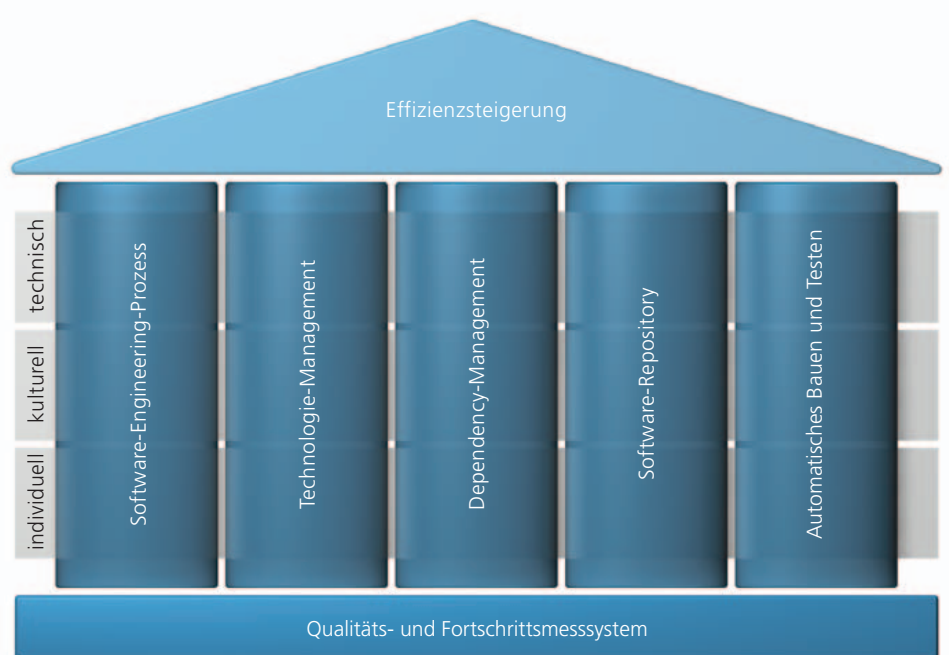 Effizienzsteigerung
technisch
kulturell
individuell
Software-Engineering-Prozess
Technologie-Management
Dependency-Management
Software-Repository
Automatisches Bauen und Testen
Qualitäts- und Fortschrittsmesssystem